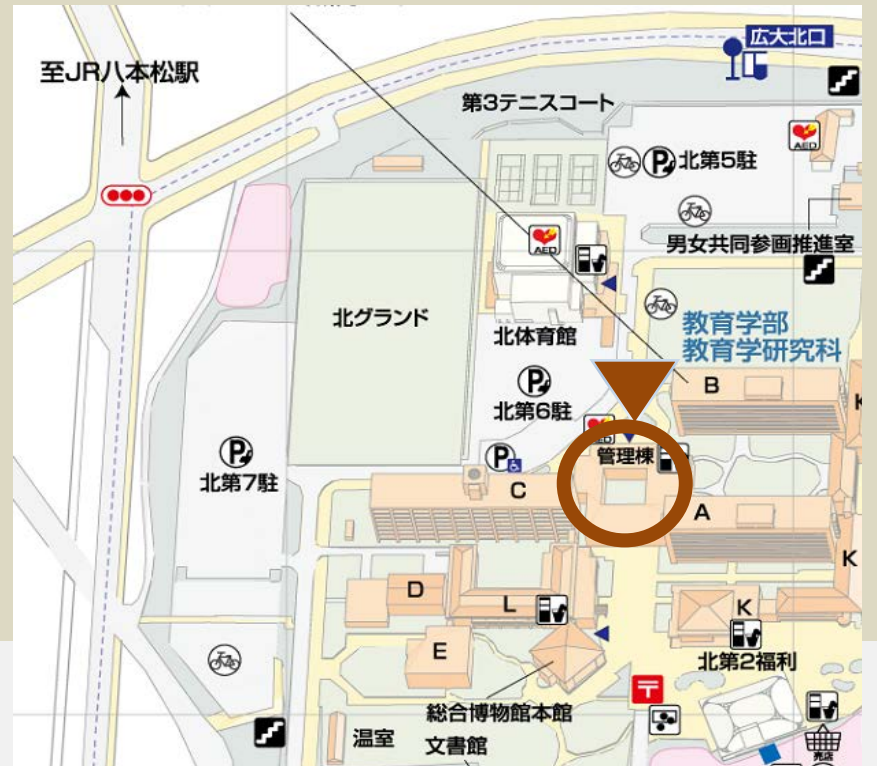 広大北口
至JR八本松駅
第3テニスコート
AED
P 北第5駐
男女共同参画推進室
AED
北グランド
教育学部
教育学研究科
北体育館
P
北第6駐
B
K
P
北第7駐
P
管理棟
C
A
K
D
L
K
E
北第2福利
〒
総合博物館本館
温室
文書館
売店